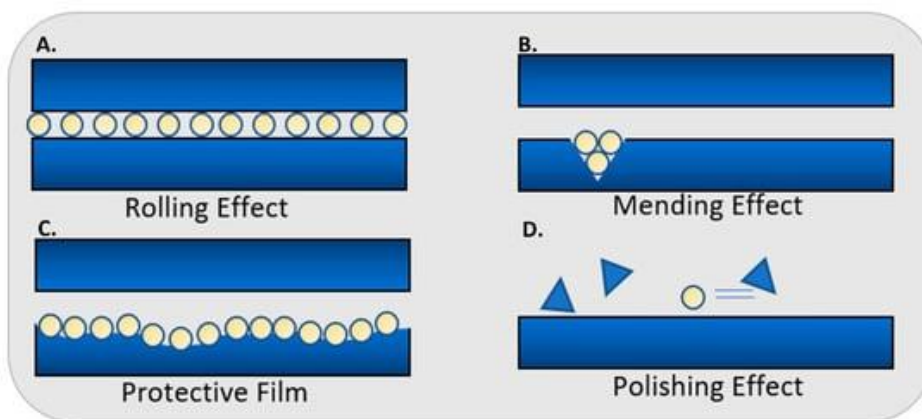 A.
Rolling Effect
B.
Mending Effect
C.
Protective Film
D.
Polishing Effect